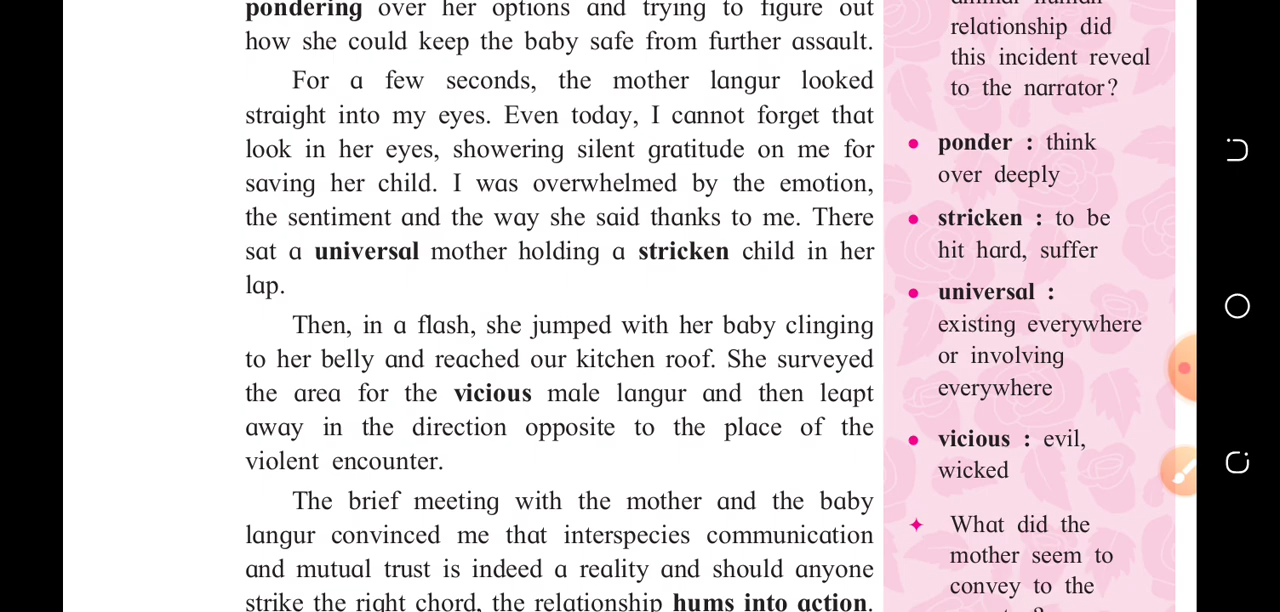 pondering over her options and trying to figure out
how she could keep the baby safe from further assault.
For a few seconds, the mother langur looked
straight into my eyes. Even today, I cannot forget that
look in her eyes, showering silent gratitude on me for
saving her child. I was overwhelmed by the emotion,
the sentiment and the way she said thanks to me. There
sat a universal mother holding a stricken child in her
lap.
Then, in a flash, she jumped with her baby clinging
to her belly and reached our kitchen roof. She surveyed
the area for the vicious male langur and then leapt
away in the direction opposite to the place of the
violent encounter.
The brief meeting with the mother and the baby
langur convinced me that interspecies communication
and mutual trust is indeed a reality and should anyone
strike the right chord, the relationship hums into action.
relationship did
this incident reveal
to the narrator?
• ponder : think
over deeply
• stricken : to be
hit hard, suffer
• universal :
existing everywhere
or involving
everywhere
• vicious : evil,
wicked
✦ What did the
mother seem to
convey to the